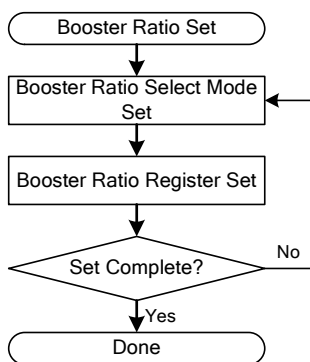 Booster Ratio Set
Booster Ratio Select Mode
Set
Booster Ratio Register Set
Set Complete?
No
Yes
Done